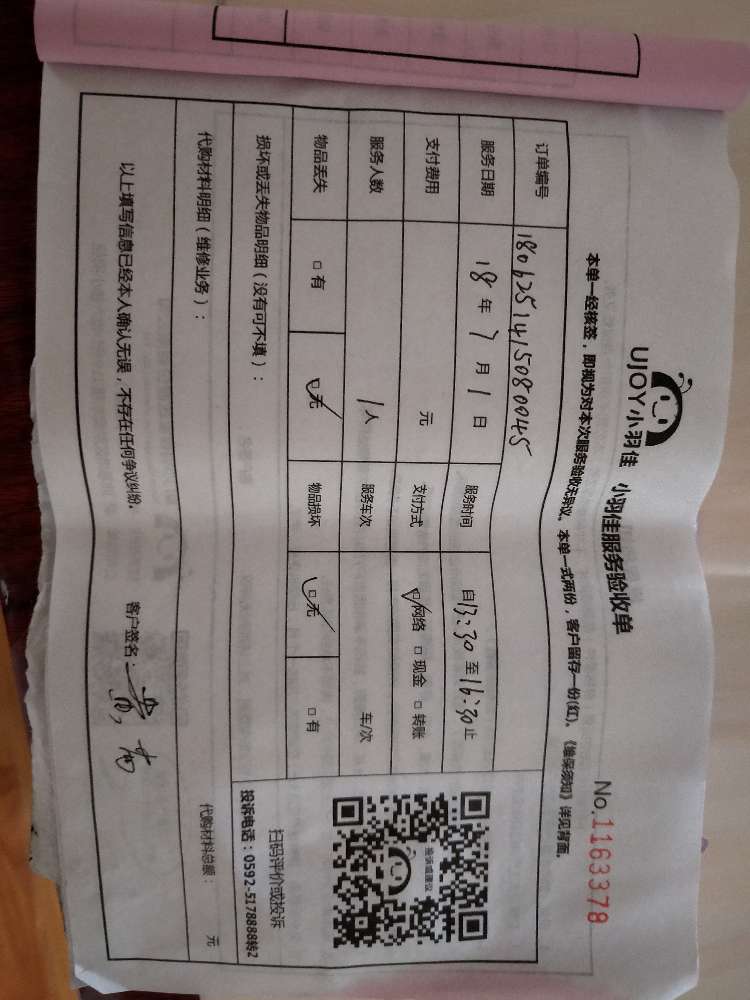 UJOY小羽佳 小羽佳服务验收单
No.1163378
本单一经核签，即视为对本次服务验收无异议。本单一式两份，客户留存一份(红)。《维保须知》详见背面。
订单编号 1806251415080045
服务日期 18年7月1日 服务时间 自13:30至16:30止
支付费用 元 支付方式 ☑网络 □现金 □转账
服务人数 1人 服务车次 车/次
物品丢失 □有 ☑无 物品损坏 ☑无 □有
投诉或建议
扫码评价或投诉
投诉电话：0592-5178888转2
损坏或丢失物品明细（没有可不填）：
代购材料明细（维修业务）： 代购材料总额： 元
以上填写信息已经本人确认无误，不存在任何争议纠纷。 客户签名：